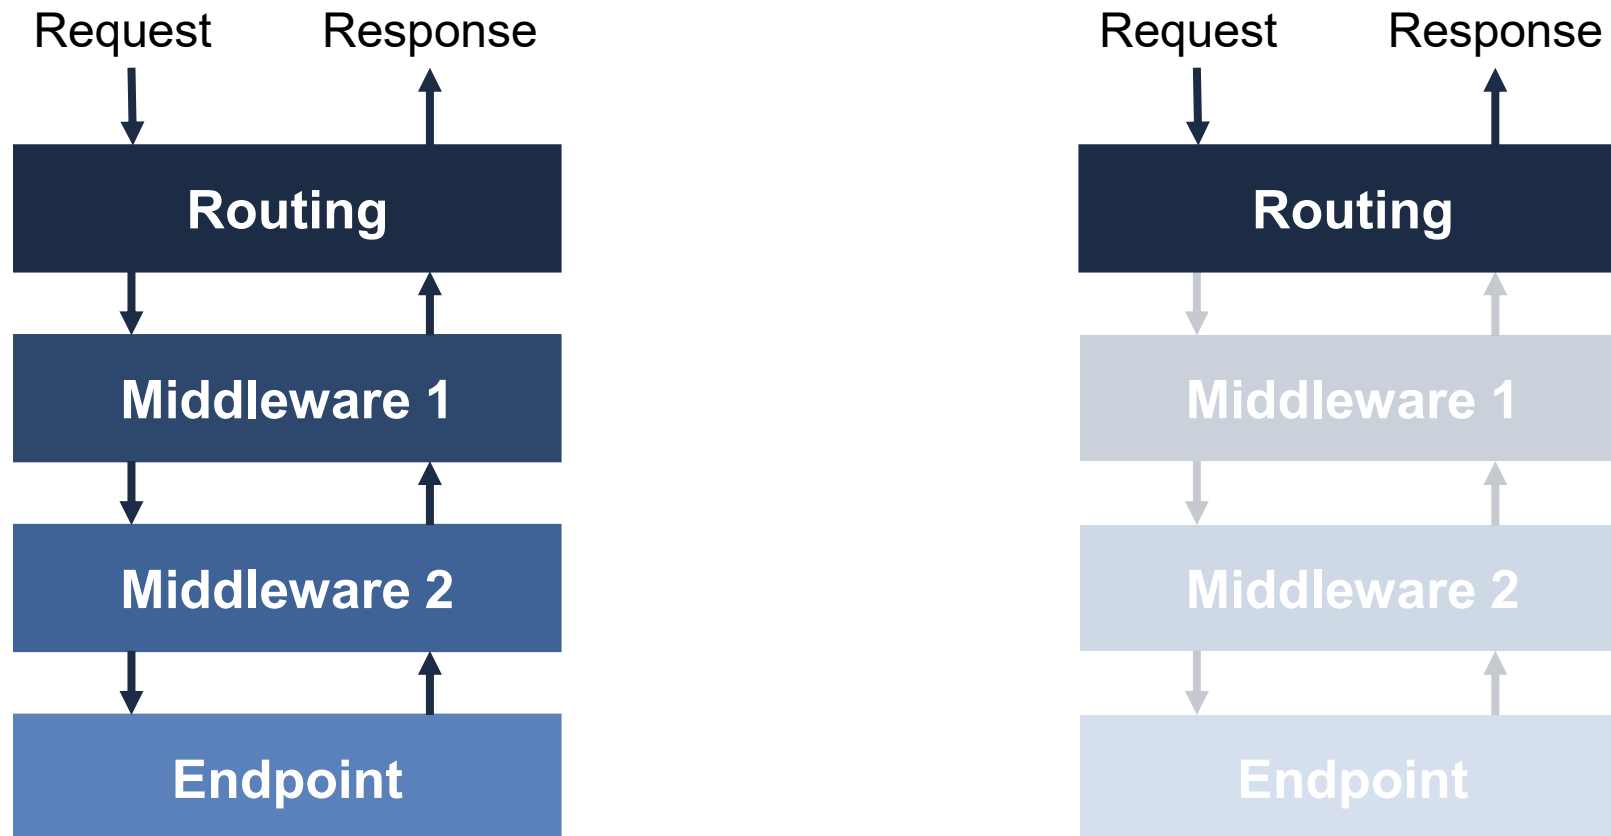 Request Response
Routing
Middleware 1
Middleware 2
Endpoint
Request Response
Routing
Middleware 1
Middleware 2
Endpoint